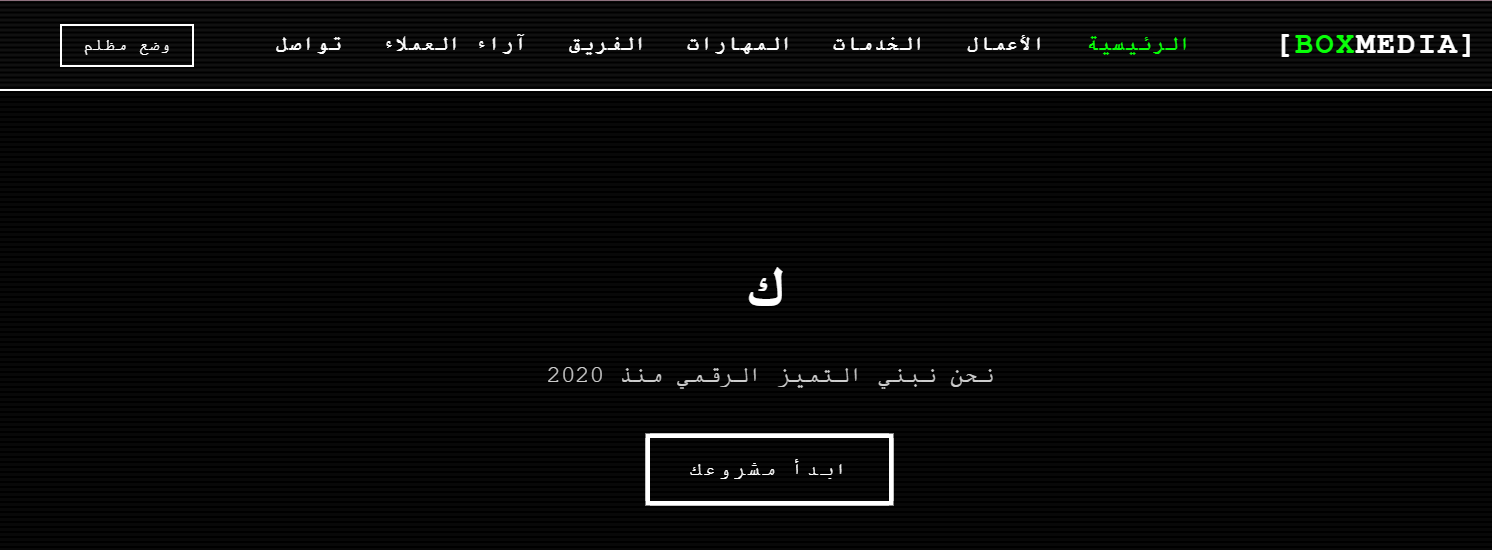 [BOXMEDIA]
الرئيسية
الأعمال
الخدمات
المهارات
الفريق
آراء العملاء
تواصل
وضع مظلم
ك
نحن نبني التميز الرقمي منذ 2020
ابدأ مشروعك